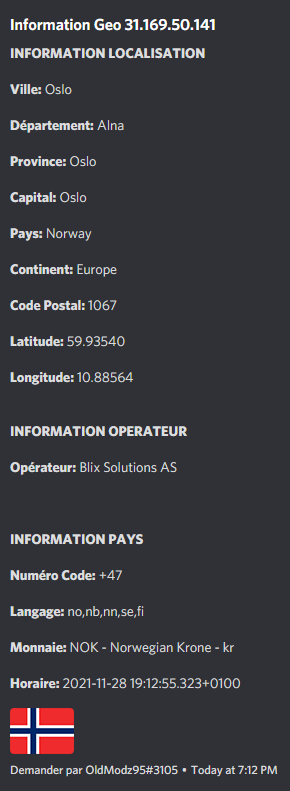 Information Geo 31.169.50.141
INFORMATION LOCALISATION
Ville: Oslo
Département: Alna
Province: Oslo
Capital: Oslo
Pays: Norway
Continent: Europe
Code Postal: 1067
Latitude: 59.93540
Longitude: 10.88564
INFORMATION OPERATEUR
Opérateur: Blix Solutions AS
INFORMATION PAYS
Numéro Code: +47
Langage: no,nb,nn,se,fi
Monnaie: NOK - Norwegian Krone - kr
Horaire: 2021-11-28 19:12:55.323+0100
Demander par OldModz95#3105 • Today at 7:12 PM